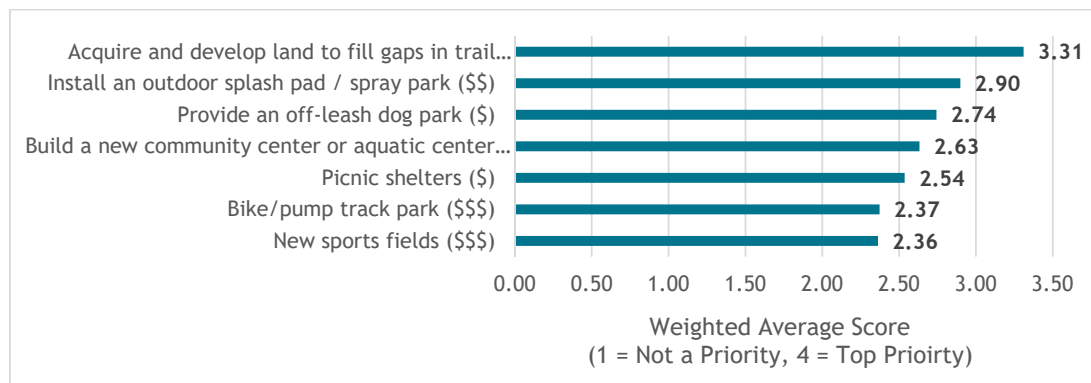 Acquire and develop land to fill gaps in trail… 3.31
Install an outdoor splash pad / spray park ($$) 2.90
Provide an off-leash dog park ($) 2.74
Build a new community center or aquatic center… 2.63
Picnic shelters ($) 2.54
Bike/pump track park ($$$) 2.37
New sports fields ($$$) 2.36
0.00 0.50 1.00 1.50 2.00 2.50 3.00 3.50
Weighted Average Score
(1 = Not a Priority, 4 = Top Prioirty)